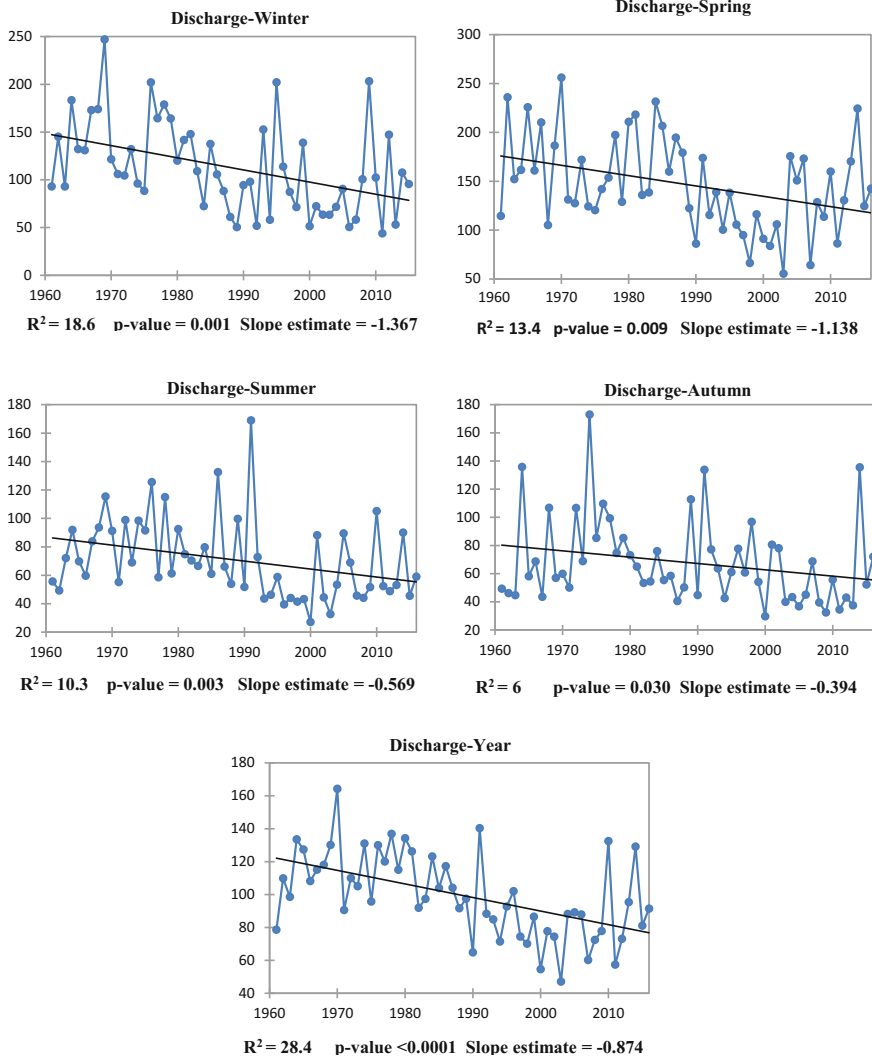 Discharge-Winter
250
200
150
100
50
0
1960 1970 1980 1990 2000 2010
R² = 18.6 p-value = 0.001 Slope estimate = -1.367
Discharge-Spring
300
250
200
150
100
50
1960 1970 1980 1990 2000 2010
R² = 13.4 p-value = 0.009 Slope estimate = -1.138
Discharge-Summer
180
160
140
120
100
80
60
40
20
1960 1970 1980 1990 2000 2010
R² = 10.3 p-value = 0.003 Slope estimate = -0.569
Discharge-Autumn
180
160
140
120
100
80
60
40
20
1960 1970 1980 1990 2000 2010
R² = 6 p-value = 0.030 Slope estimate = -0.394
Discharge-Year
180
160
140
120
100
80
60
40
1960 1970 1980 1990 2000 2010
R² = 28.4 p-value <0.0001 Slope estimate = -0.874